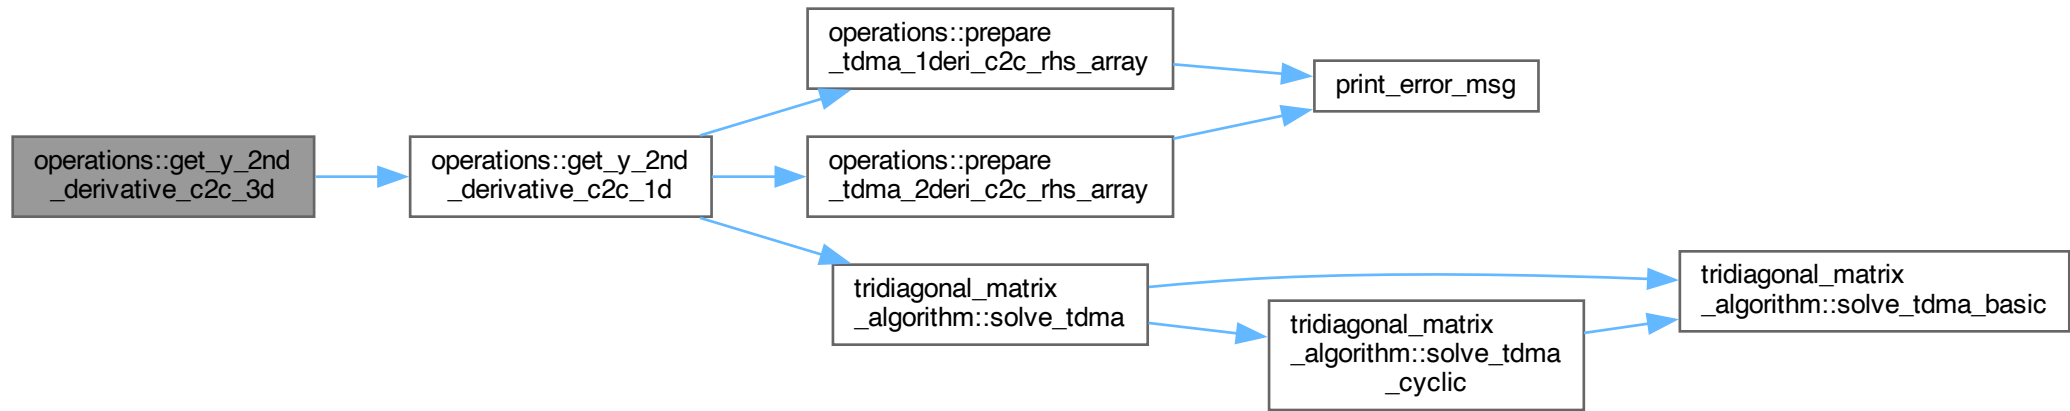 operations::get_y_2nd
_derivative_c2c_3d
operations::get_y_2nd
_derivative_c2c_1d
operations::prepare
_tdma_1deri_c2c_rhs_array
operations::prepare
_tdma_2deri_c2c_rhs_array
tridiagonal_matrix
_algorithm::solve_tdma
print_error_msg
tridiagonal_matrix
_algorithm::solve_tdma
_cyclic
tridiagonal_matrix
_algorithm::solve_tdma_basic